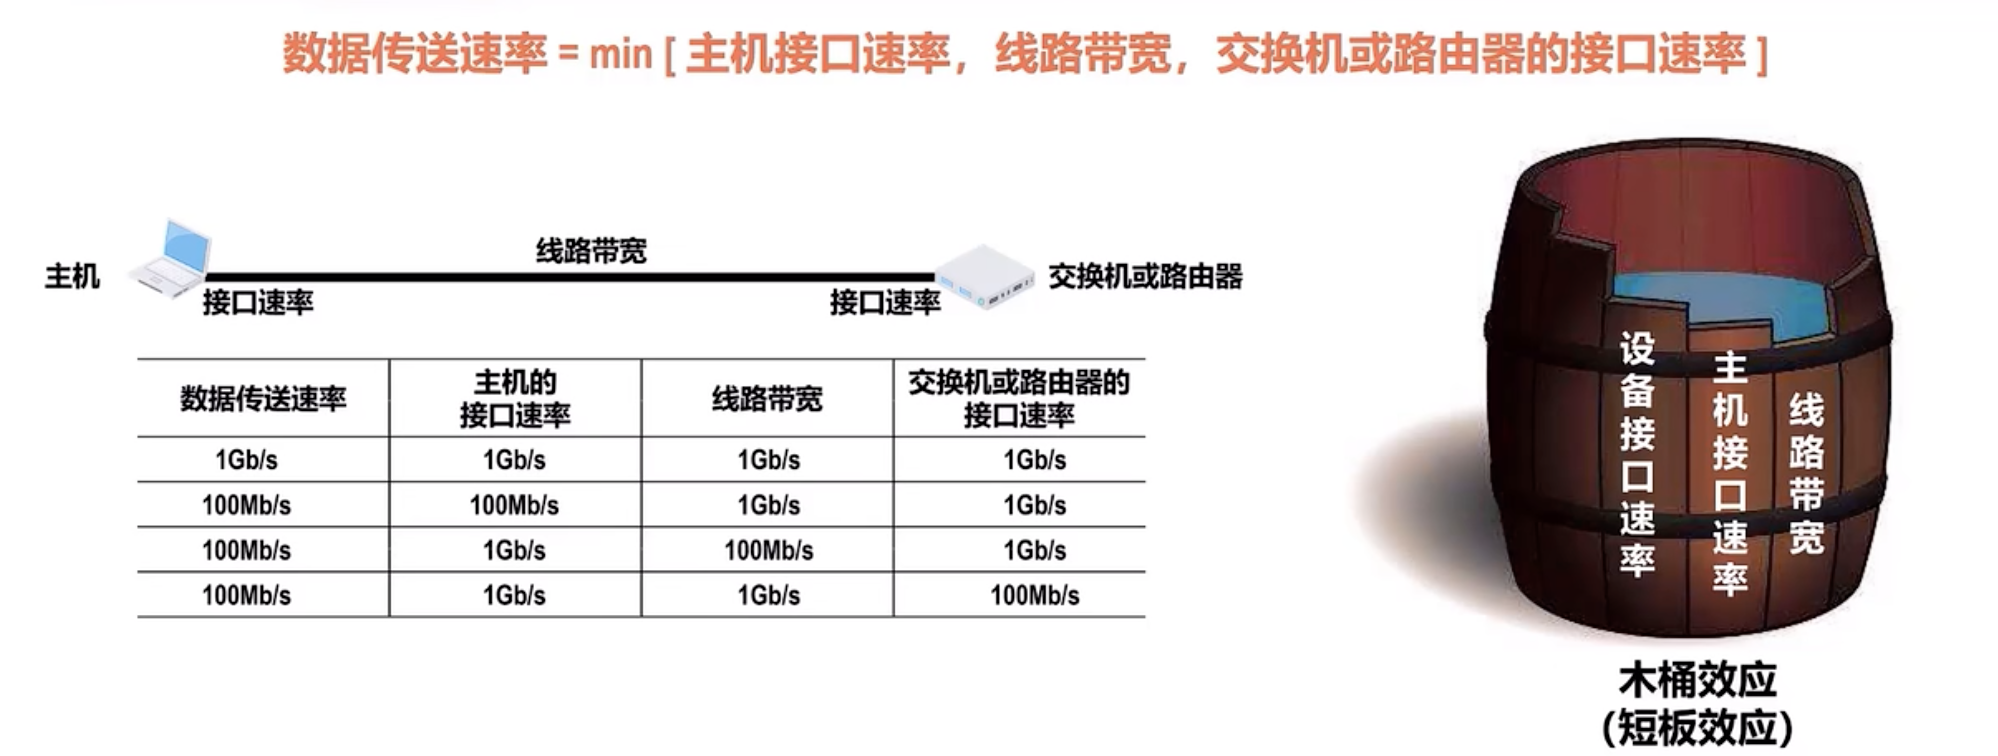 数据传送速率 = min [ 主机接口速率，线路带宽，交换机或路由器的接口速率 ]
主机
线路带宽
交换机或路由器
接口速率
接口速率
数据传送速率
主机的
接口速率
线路带宽
交换机或路由器的
接口速率
1Gb/s 1Gb/s 1Gb/s 1Gb/s
100Mb/s 100Mb/s 1Gb/s 1Gb/s
100Mb/s 1Gb/s 100Mb/s 1Gb/s
100Mb/s 1Gb/s 1Gb/s 100Mb/s
设备接口速率
主机接口速率
线路带宽
木桶效应
（短板效应）